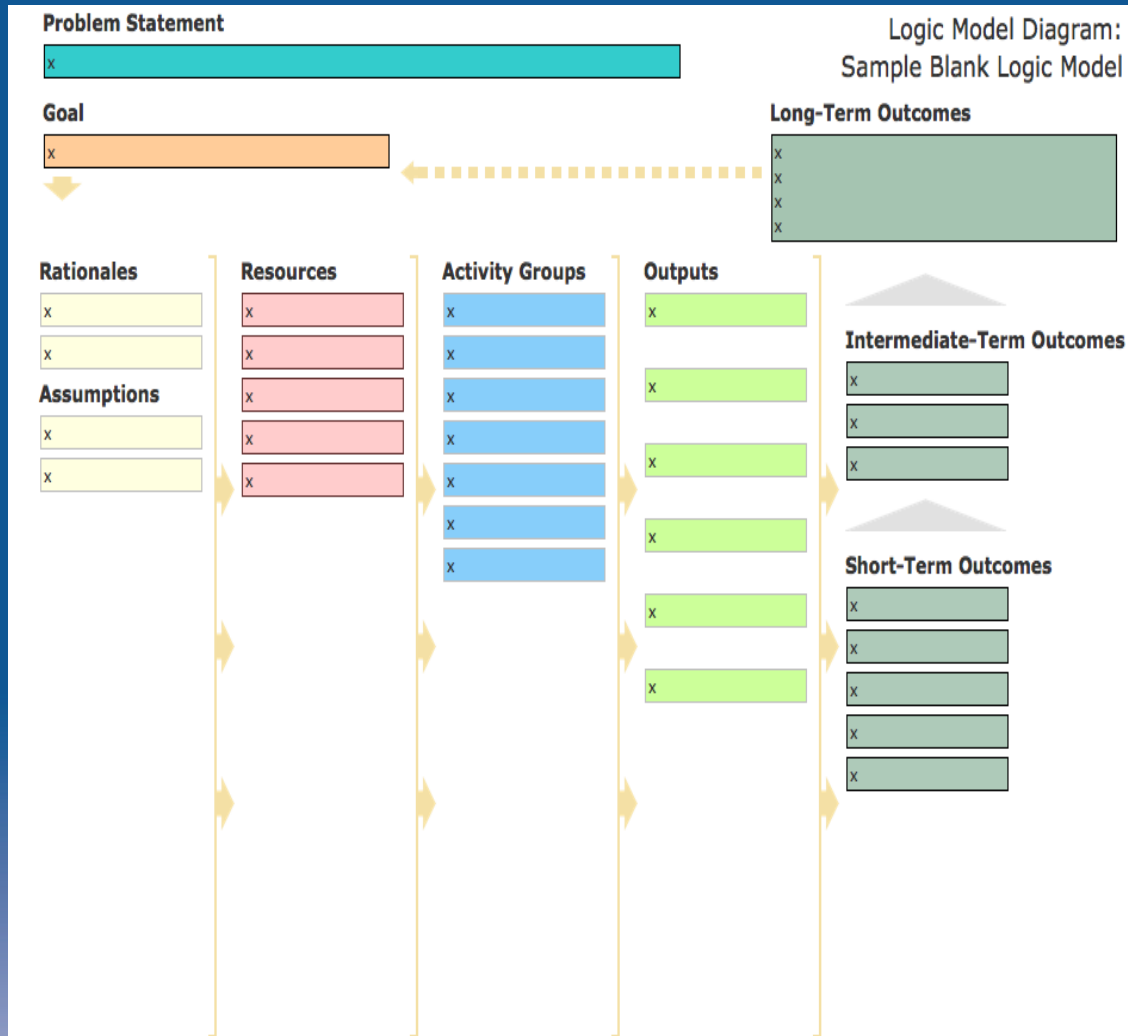 Problem Statement
x
Logic Model Diagram:
Sample Blank Logic Model
Goal
x
Long-Term Outcomes
x
x
x
x
Rationales
x
x
Assumptions
x
x
Resources
x
x
x
x
x
Activity Groups
x
x
x
x
x
x
x
Outputs
x
x
x
x
x
x
Intermediate-Term Outcomes
x
x
x
Short-Term Outcomes
x
x
x
x
x